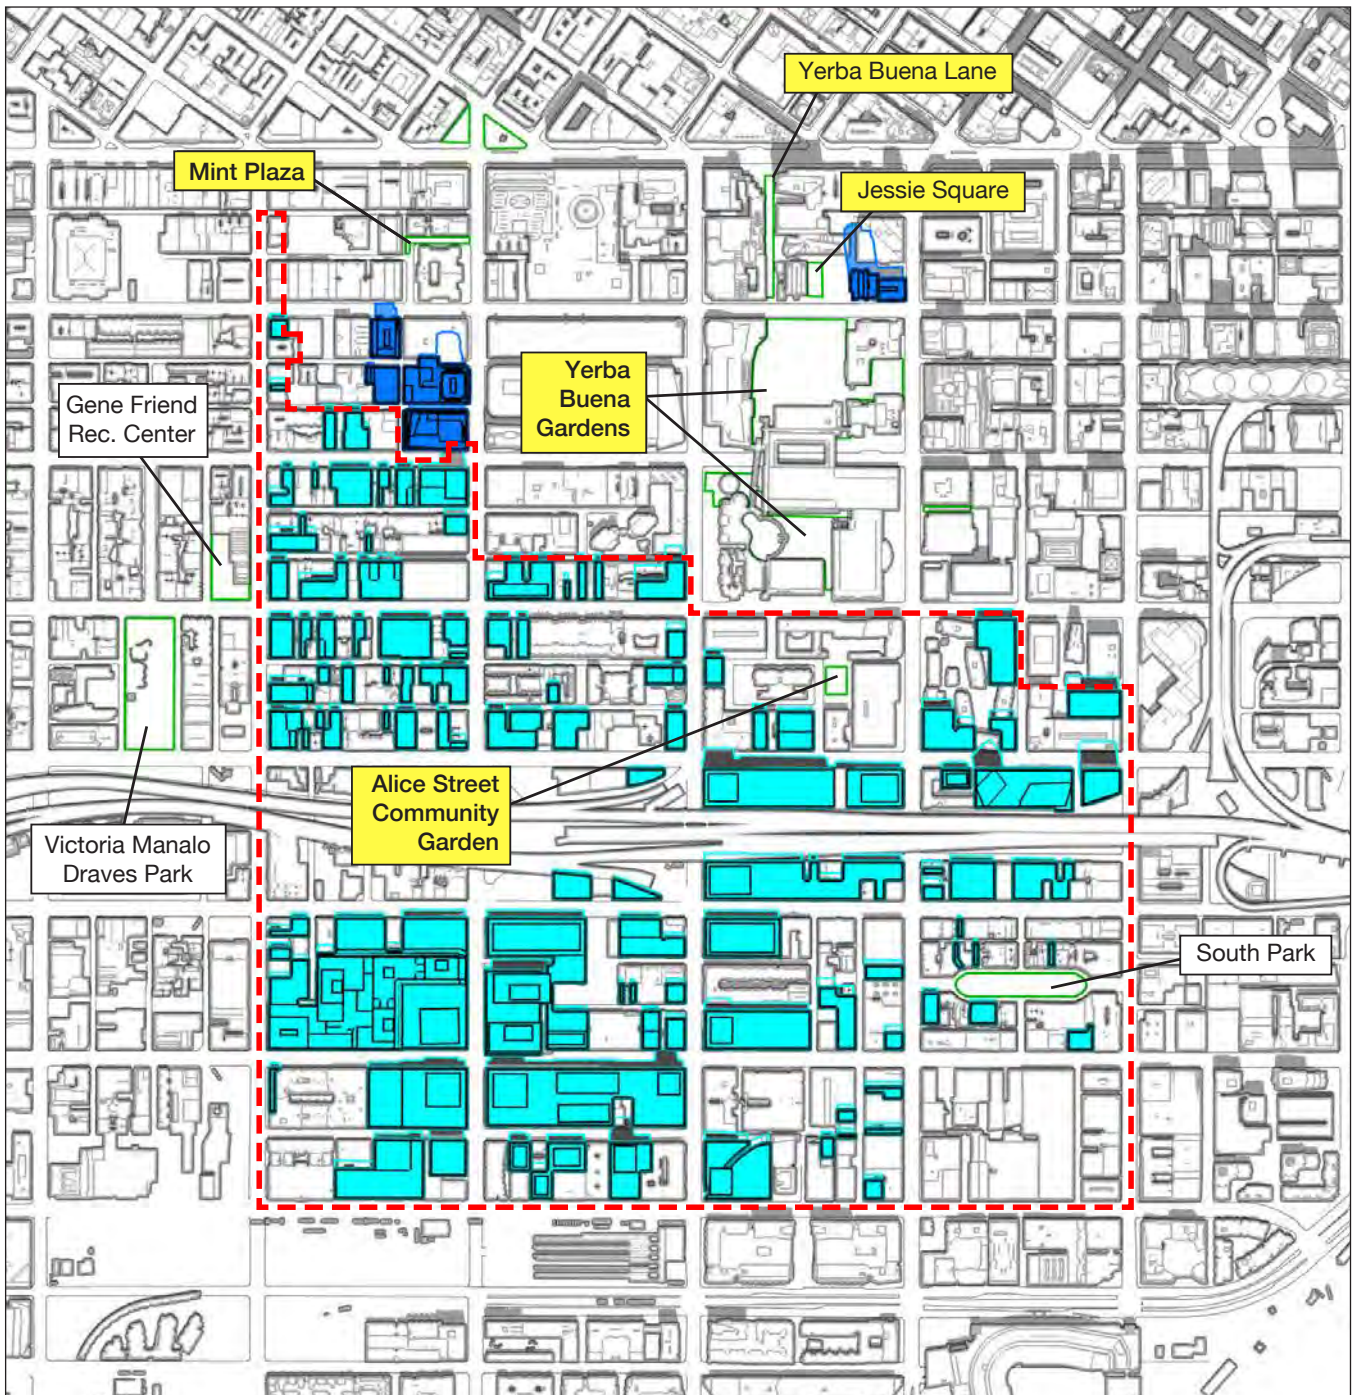 Yerba Buena Lane
Mint Plaza
Jessie Square
Yerba
Buena
Gardens
Gene Friend
Rec. Center
Alice Street
Community
Garden
Victoria Manalo
Draves Park
South Park